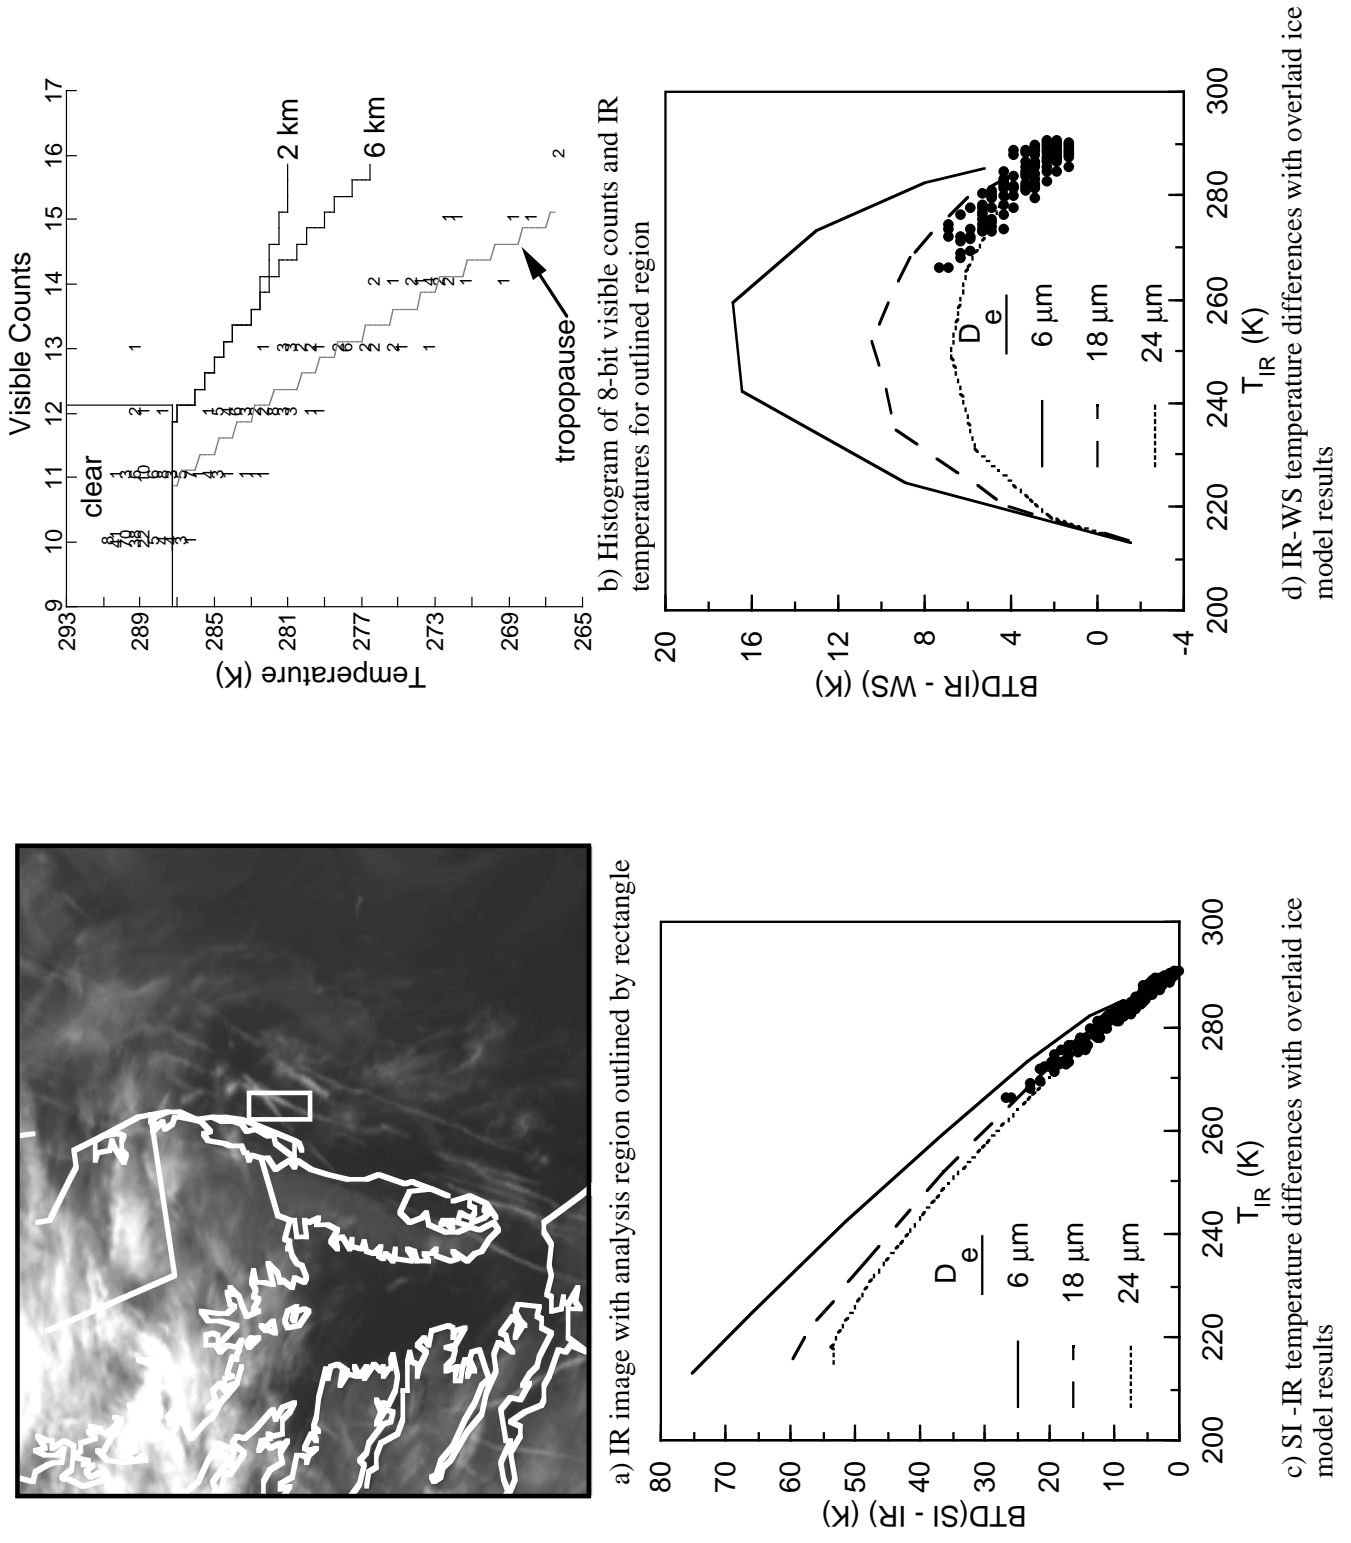 a) IR image with analysis region outlined by rectangle
Visible Counts
9 10 11 12 13 14 15 16 17
clear
293
289
285
281
277
273
269
265
Temperature (K)
2 km
6 km
tropopause
b) Histogram of 8-bit visible counts and IR
temperatures for outlined region
80
70
60
50
40
30
20
10
0
BTD(SI - IR) (K)
De
6 µm
18 µm
24 µm
200 220 240 260 280 300
TIR (K)
c) SI -IR temperature differences with overlaid ice
model results
20
16
12
8
4
0
-4
BTD(IR - WS) (K)
De
6 µm
18 µm
24 µm
200 220 240 260 280 300
TIR (K)
d) IR-WS temperature differences with overlaid ice
model results